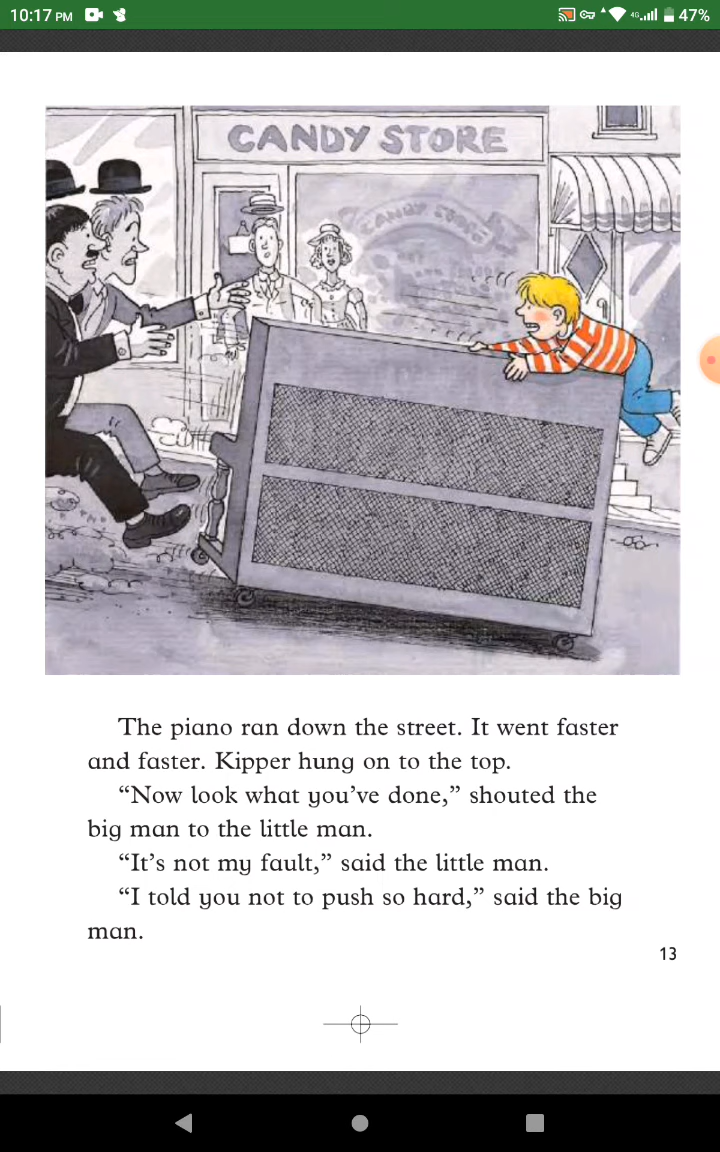 10:17 PM
4G
47%
CANDY STORE
CANDY STORE
The piano ran down the street. It went faster
and faster. Kipper hung on to the top.
“Now look what you’ve done,” shouted the
big man to the little man.
“It’s not my fault,” said the little man.
“I told you not to push so hard,” said the big
man.
13